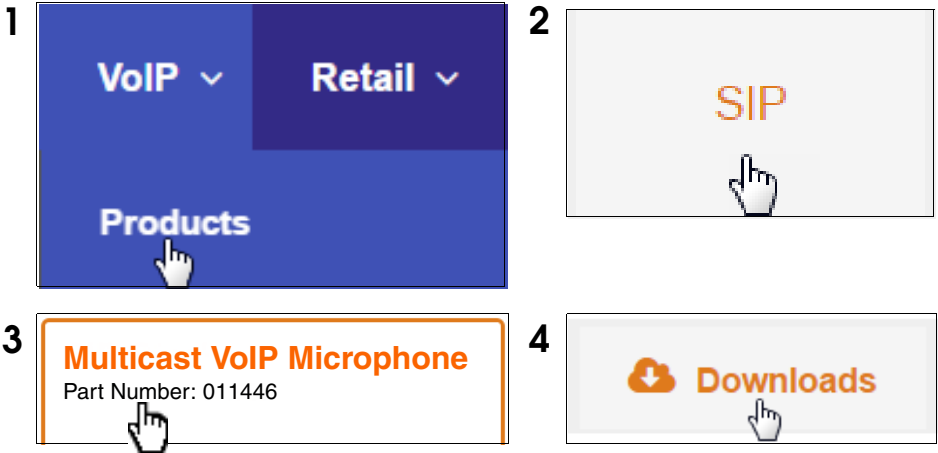 1
VoIP Retail
Products
2
SIP
3
Multicast VoIP Microphone
Part Number: 011446
4
Downloads